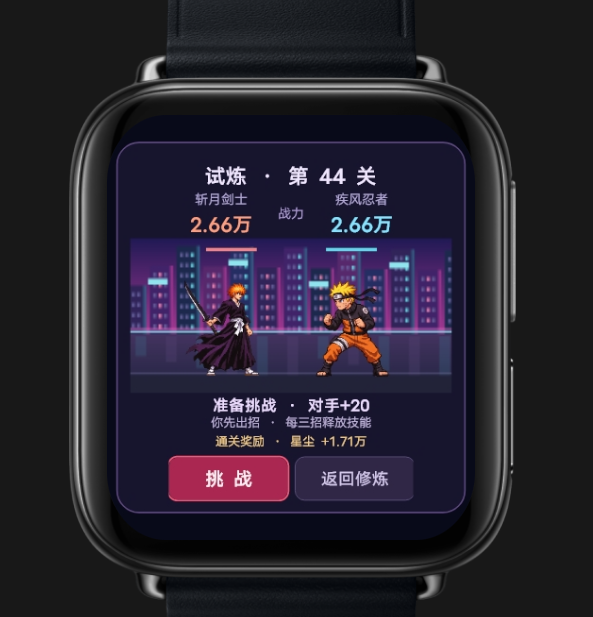 试炼 · 第 44 关
斩月剑士 疾风忍者
2.66万 战力 2.66万
准备挑战 · 对手+20
你先出招 · 每三招释放技能
通关奖励 · 星尘 +1.71万
挑 战 返回修炼